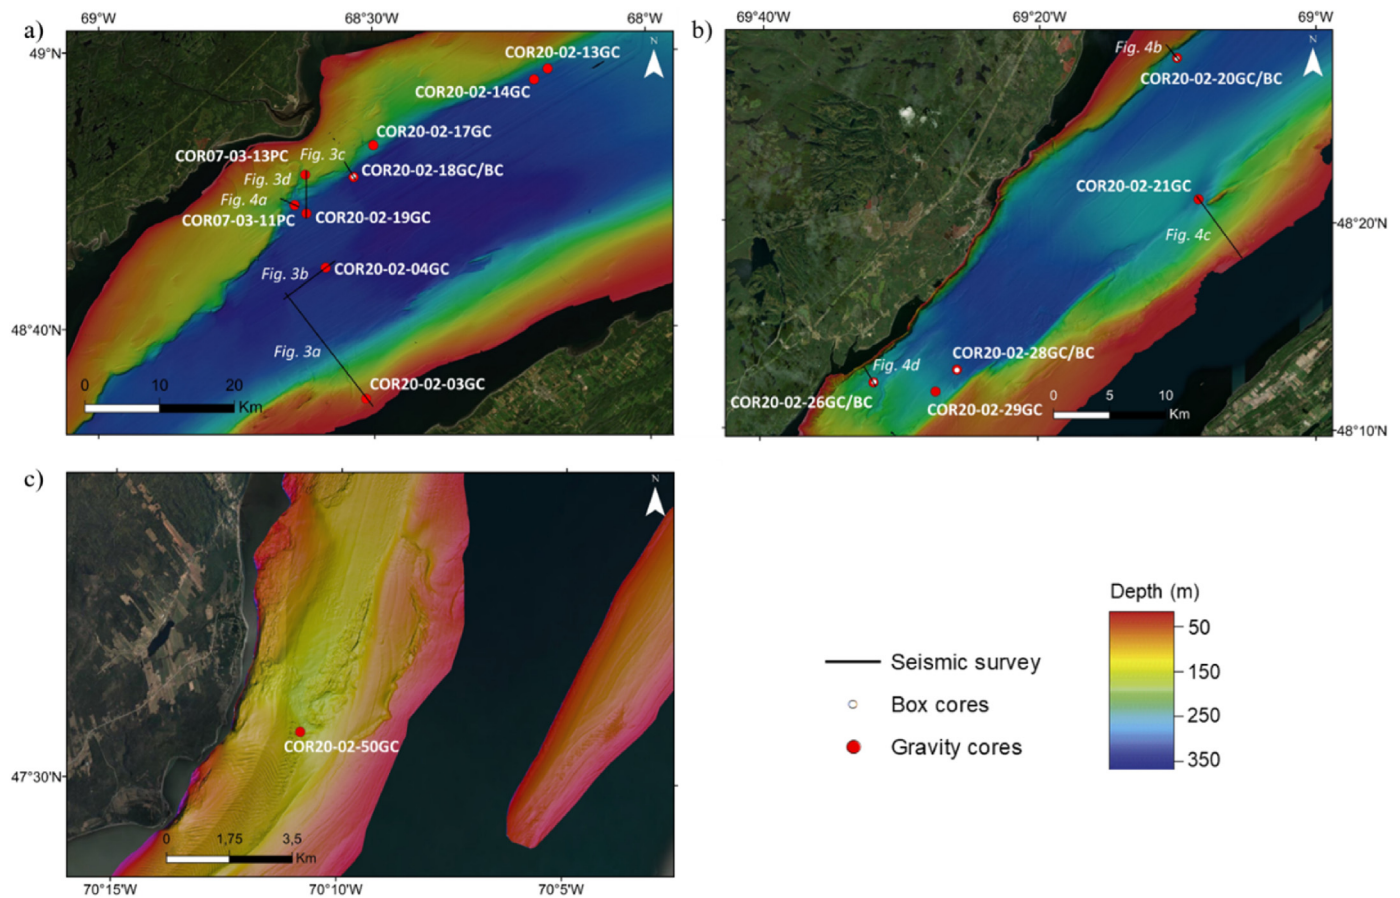 a)
69°W
68°30'W
68°W
49°N
N
COR20-02-13GC
COR20-02-14GC
COR20-02-17GC
COR07-03-13PC
Fig. 3c
COR20-02-18GC/BC
Fig. 3d
Fig. 4a
COR07-03-11PC
COR20-02-19GC
Fig. 3b
COR20-02-04GC
48°40'N
Fig. 3a
COR20-02-03GC
0
10
20
Km
b)
69°40'W
69°20'W
69°W
Fig. 4b
N
COR20-02-20GC/BC
COR20-02-21GC
48°20'N
Fig. 4c
COR20-02-28GC/BC
Fig. 4d
COR20-02-26GC/BC
COR20-02-29GC
0
5
10
Km
48°10'N
c)
N
COR20-02-50GC
47°30'N
0
1,75
3,5
Km
70°15'W
70°10'W
70°5'W
Seismic survey
Box cores
Gravity cores
Depth (m)
50
150
250
350